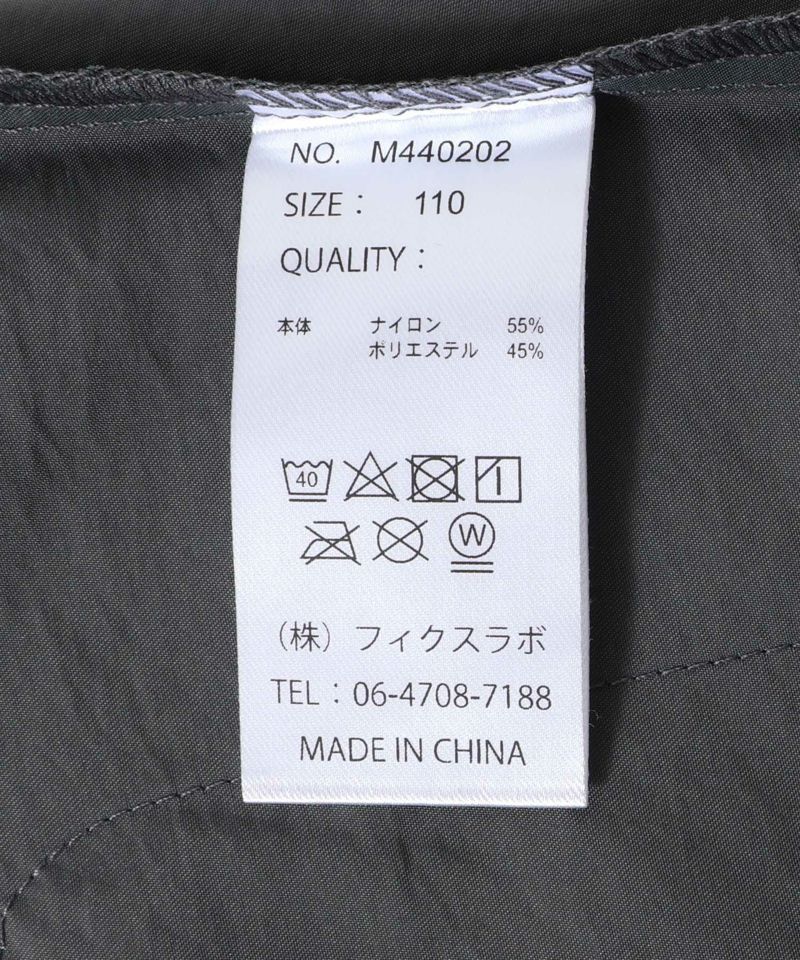 NO. M440202
SIZE： 110
QUALITY：
本体 ナイロン 55%
ポリエステル 45%
40
W
（株）フィクスラボ
TEL：06-4708-7188
MADE IN CHINA